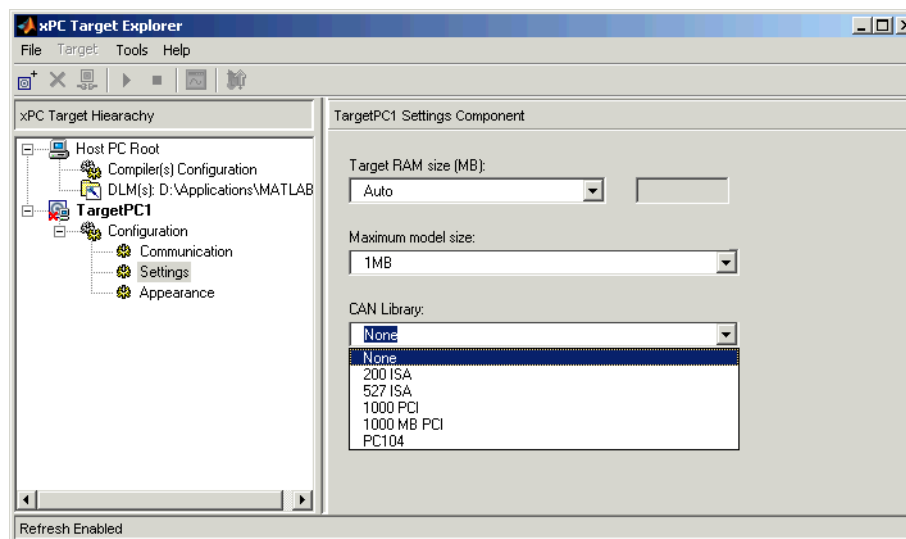 xPC Target Explorer
File Target Tools Help
xPC Target Hiearachy
Host PC Root
Compiler(s) Configuration
DLM(s): D:\Applications\MATLAB
TargetPC1
Configuration
Communication
Settings
Appearance
TargetPC1 Settings Component
Target RAM size (MB):
Auto
Maximum model size:
1MB
CAN Library:
None
None
200 ISA
527 ISA
1000 PCI
1000 MB PCI
PC104
Refresh Enabled